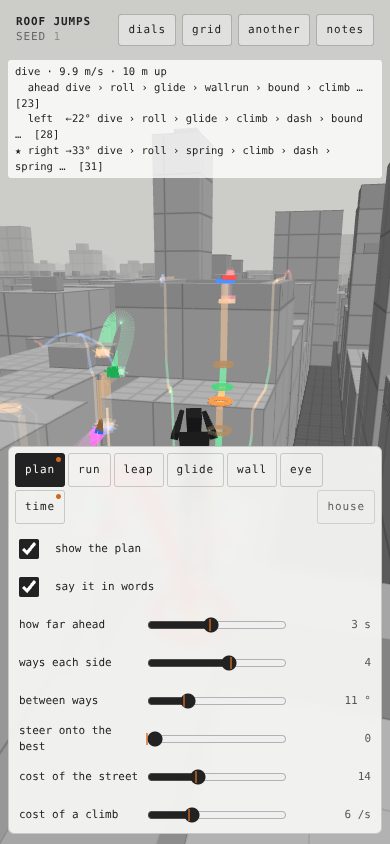 ROOF JUMPS
SEED 1
dials
grid
another
notes
dive · 9.9 m/s · 10 m up
ahead dive › roll › glide › wallrun › bound › climb …
[23]
left ←22° dive › roll › glide › climb › dash › bound
… [28]
★ right →33° dive › roll › spring › climb › dash ›
spring … [31]
plan
run
leap
glide
wall
eye
time
house
show the plan
say it in words
how far ahead 3 s
ways each side 4
between ways 11 °
steer onto the
best 0
cost of the street 14
cost of a climb 6 /s